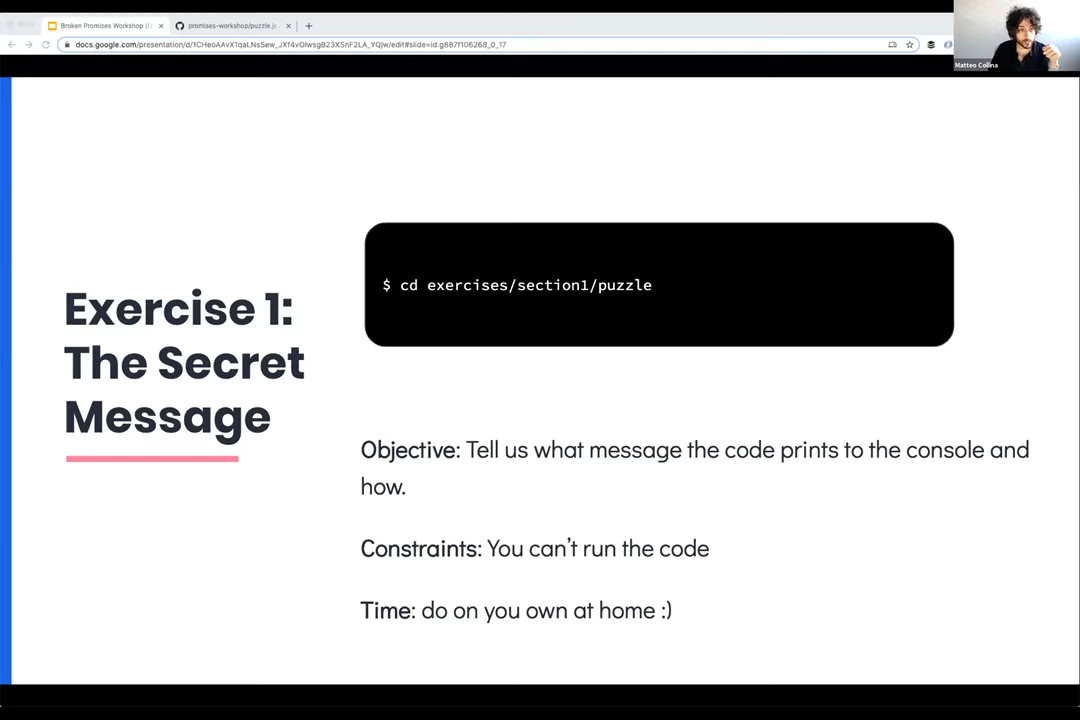 Broken Promises Workshop
promises-workshop/puzzle.js
docs.google.com/presentation/d/1CHeoAAvX1qaLNsSew_JXf4vOlwsgB23XSnF2LA_YQjw/edit#slide=id.g887f106268_0_17
Matteo Collina
$ cd exercises/section1/puzzle
Exercise 1:
The Secret
Message
Objective: Tell us what message the code prints to the console and
how.
Constraints: You can’t run the code
Time: do on you own at home :)